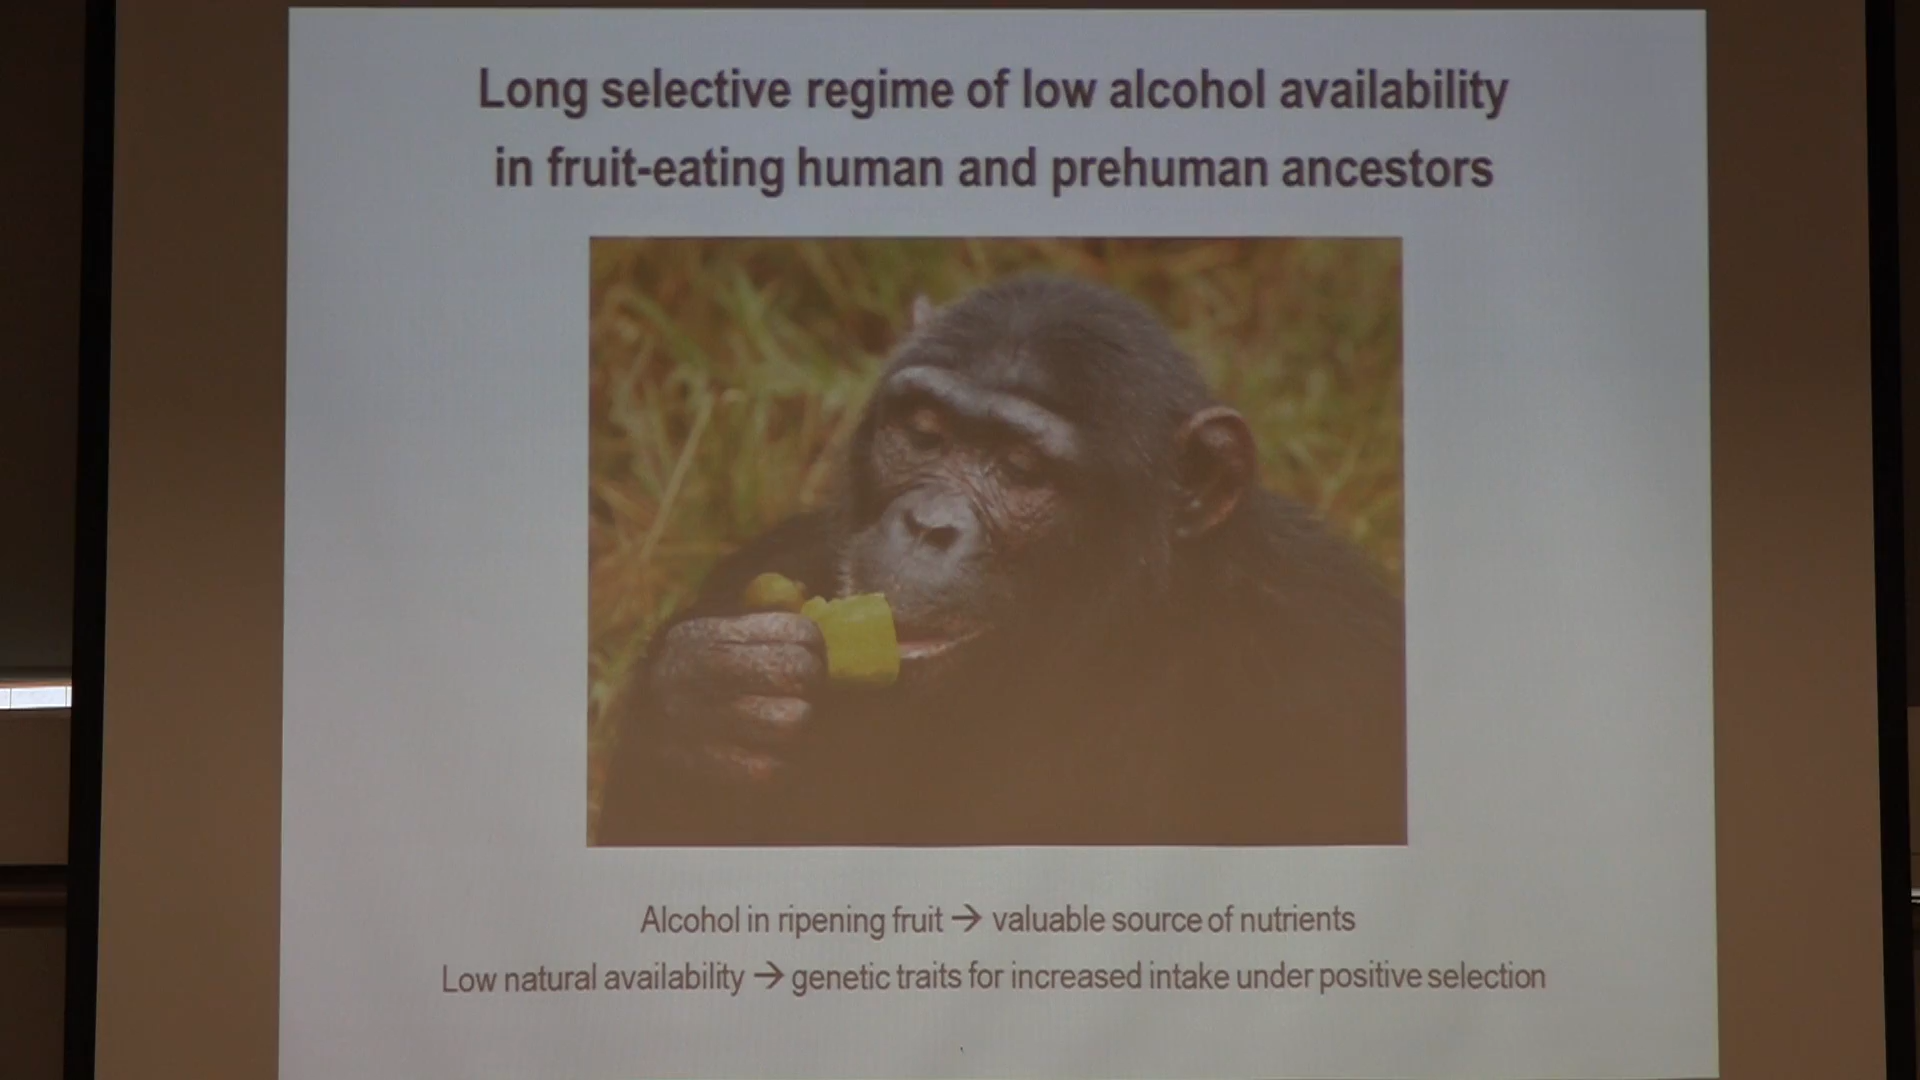 Long selective regime of low alcohol availability
in fruit-eating human and prehuman ancestors
Alcohol in ripening fruit → valuable source of nutrients
Low natural availability → genetic traits for increased intake under positive selection